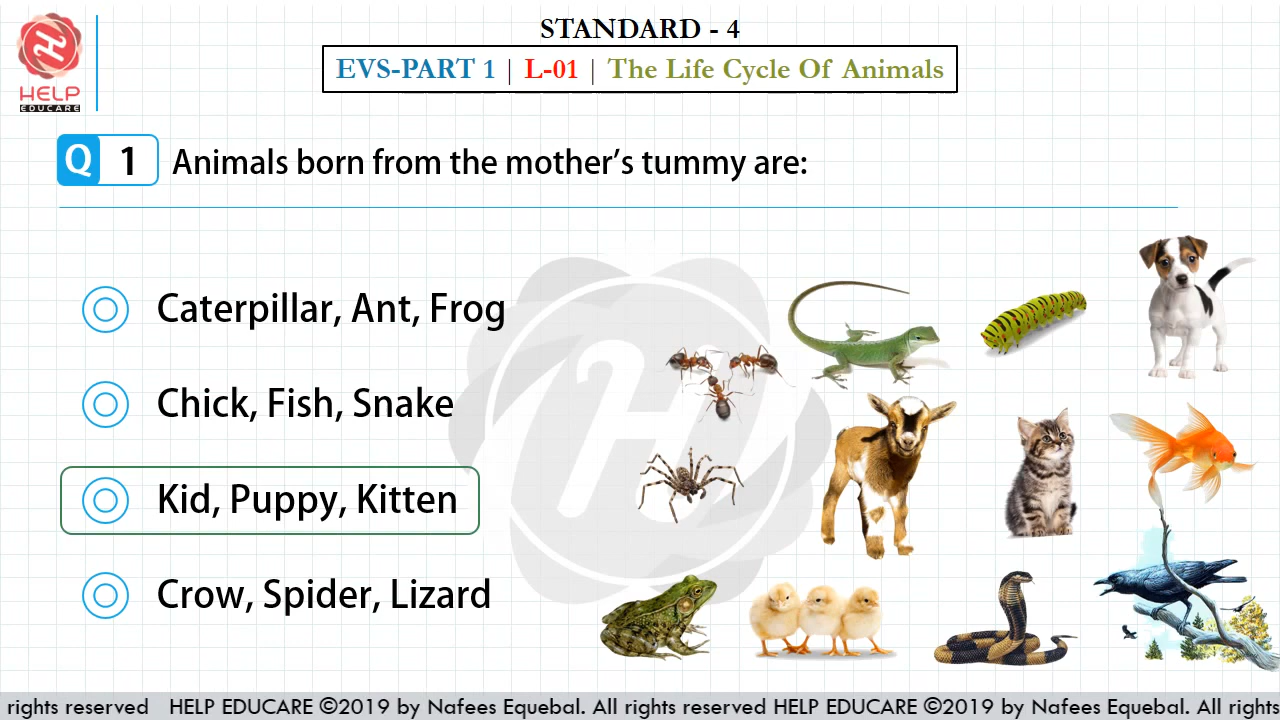 STANDARD - 4
EVS-PART 1 | L-01 | The Life Cycle Of Animals
HELP
EDUCARE
Q 1 Animals born from the mother's tummy are:
Caterpillar, Ant, Frog
Chick, Fish, Snake
Kid, Puppy, Kitten
Crow, Spider, Lizard
rights reserved HELP EDUCARE ©2019 by Nafees Equebal. All rights reserved HELP EDUCARE ©2019 by Nafees Equebal. All rights